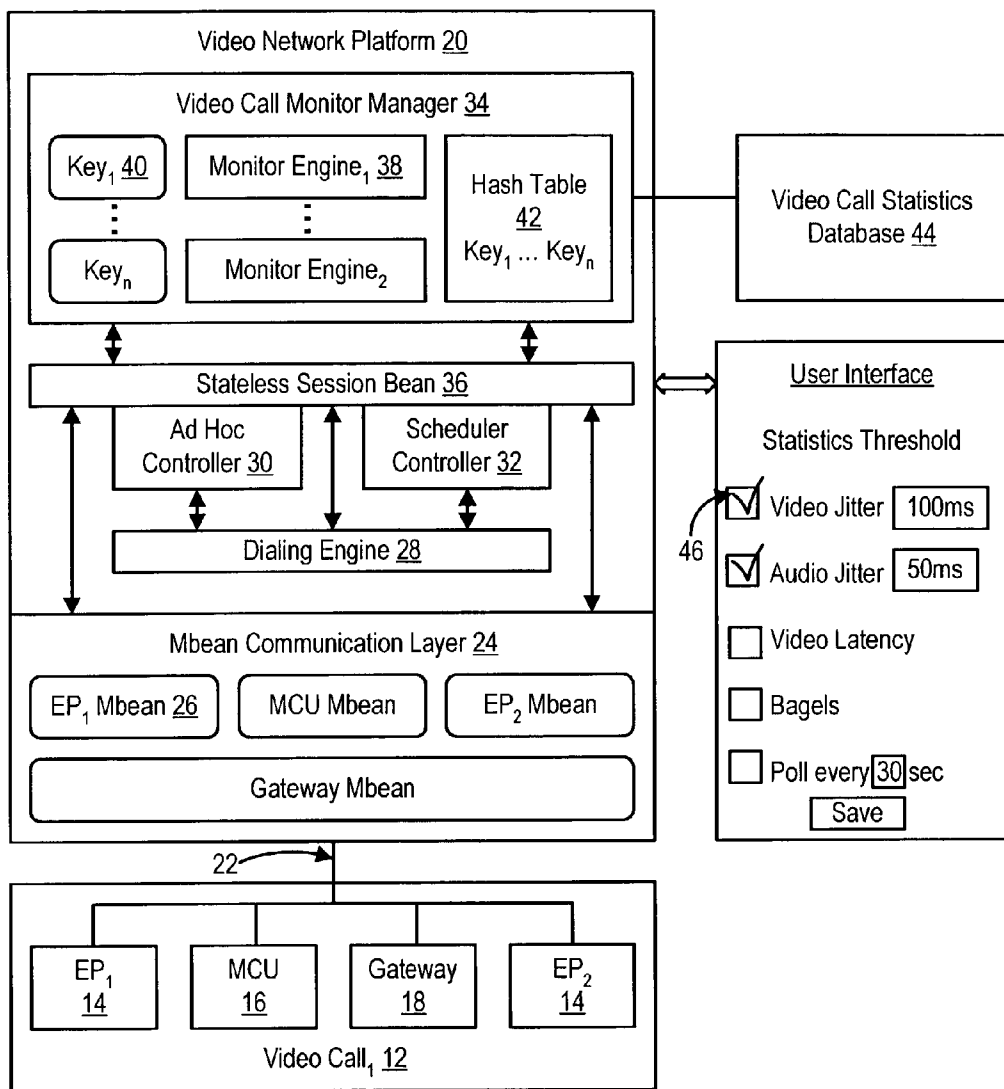 Video Network Platform 20
Video Call Monitor Manager 34
Key1 40
Monitor Engine1 38
Keyn
Monitor Engine2
Hash Table
42
Key1 ... Keyn
Video Call Statistics
Database 44
Stateless Session Bean 36
Ad Hoc
Controller 30
Scheduler
Controller 32
Dialing Engine 28
User Interface
Statistics Threshold
Video Jitter 100ms
46
Audio Jitter 50ms
Video Latency
Bagels
Poll every 30 sec
Save
Mbean Communication Layer 24
EP1 Mbean 26
MCU Mbean
EP2 Mbean
Gateway Mbean
22
EP1
14
MCU
16
Gateway
18
EP2
14
Video Call1 12